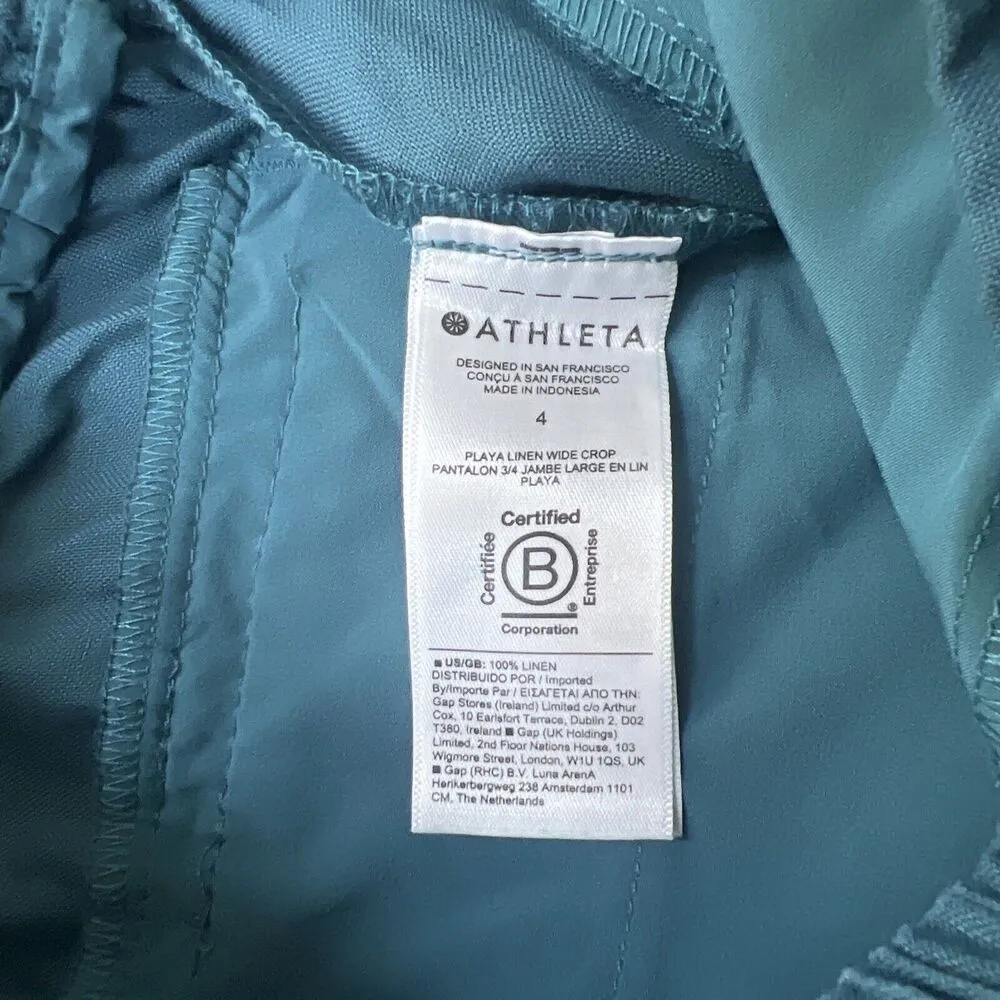 ATHLETA
DESIGNED IN SAN FRANCISCO
CONÇU À SAN FRANCISCO
MADE IN INDONESIA
4
PLAYA LINEN WIDE CROP
PANTALON 3/4 JAMBE LARGE EN LIN
PLAYA
Certified
Certifiée
B
®
Entreprise
Corporation
■ US/GB: 100% LINEN
DISTRIBUIDO POR / Imported
By/Importe Par / ΕΙΣΑΓΕΤΑΙ ΑΠΟ ΤΗΝ:
Gap Stores (Ireland) Limited c/o Arthur
Cox, 10 Earlsfort Terrace, Dublin 2, D02
T380, Ireland ■ Gap (UK Holdings)
Limited, 2nd Floor Nations House, 103
Wigmore Street, London, W1U 1QS, UK
■ Gap (RHC) B.V. Luna ArenA
Herikerbergweg 238 Amsterdam 1101
CM, The Netherlands